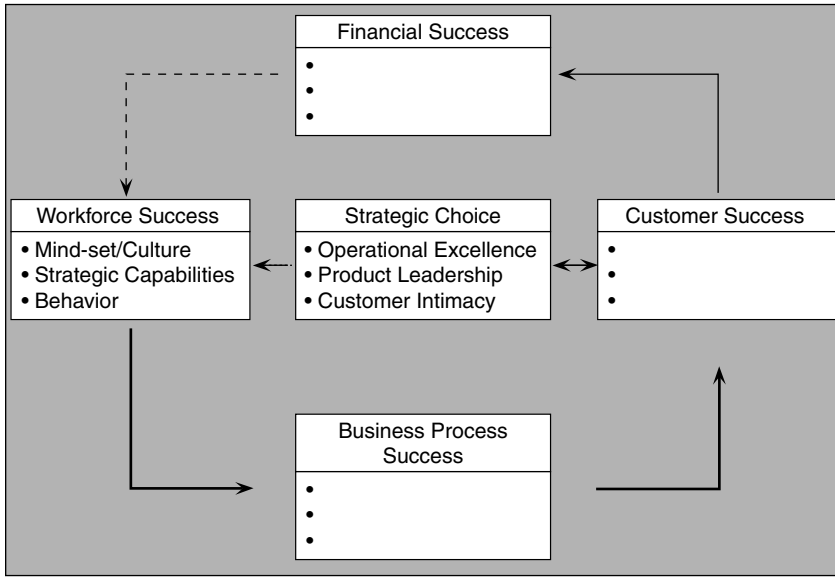 Financial Success
•
•
•
Workforce Success
• Mind-set/Culture
• Strategic Capabilities
• Behavior
Strategic Choice
• Operational Excellence
• Product Leadership
• Customer Intimacy
Customer Success
•
•
•
Business Process
Success
•
•
•